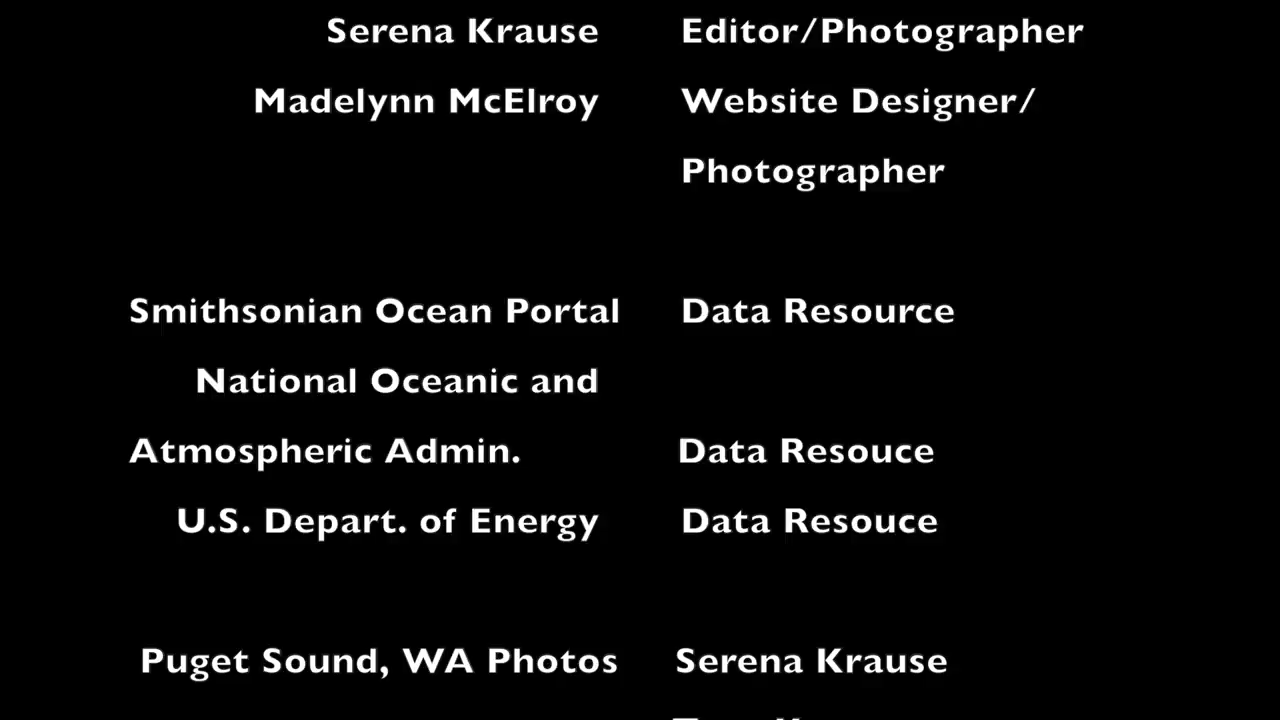 Serena Krause Editor/Photographer
Madelynn McElroy Website Designer/
Photographer
Smithsonian Ocean Portal Data Resource
National Oceanic and
Atmospheric Admin. Data Resouce
U.S. Depart. of Energy Data Resouce
Puget Sound, WA Photos Serena Krause